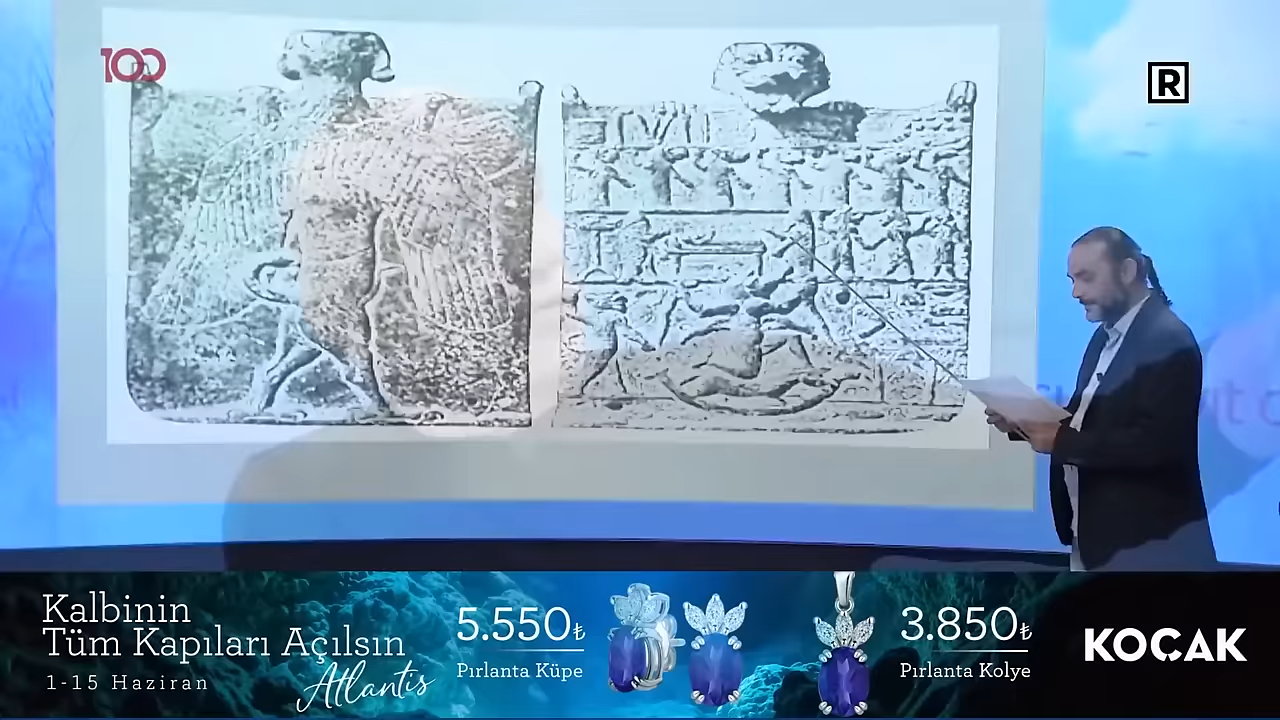 100
R
Kalbinin
Tüm Kapıları Açılsın
Atlantis
1-15 Haziran
5.550₺
Pırlanta Küpe
3.850₺
Pırlanta Kolye
KOÇAK